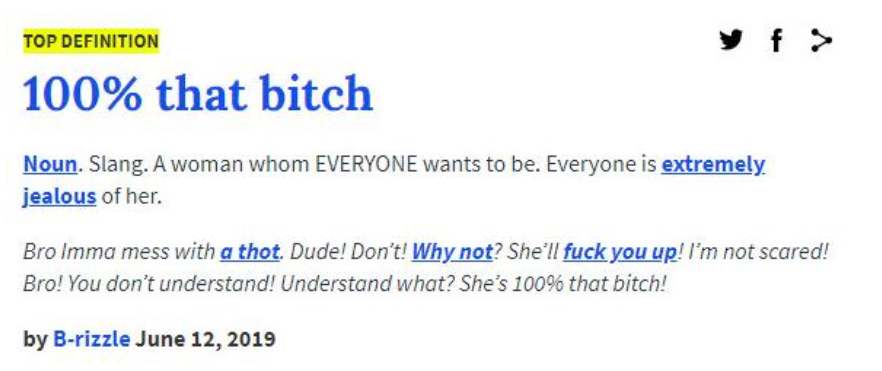 TOP DEFINITION
100% that bitch
Noun. Slang. A woman whom EVERYONE wants to be. Everyone is extremely
jealous of her.
Bro Imma mess with a thot. Dude! Don't! Why not? She'll fuck you up! I'm not scared!
Bro! You don't understand! Understand what? She's 100% that bitch!
by B-rizzle June 12, 2019